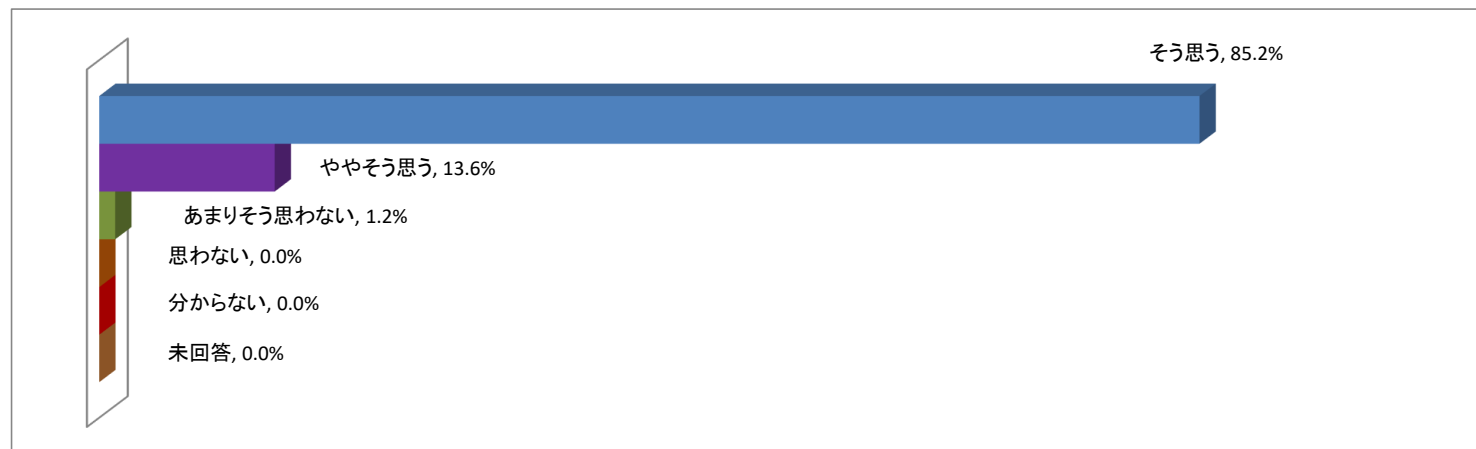 そう思う, 85.2%
ややそう思う, 13.6%
あまりそう思わない, 1.2%
思わない, 0.0%
分からない, 0.0%
未回答, 0.0%